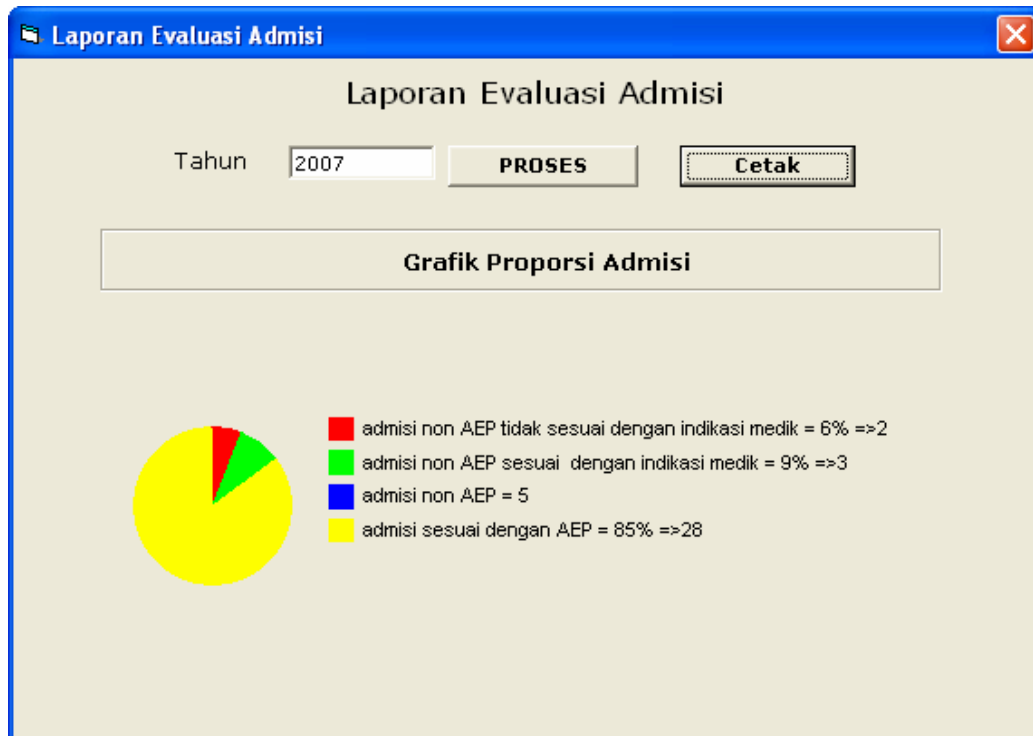 Laporan Evaluasi Admisi
Laporan Evaluasi Admisi
Tahun 2007 PROSES Cetak
Grafik Proporsi Admisi
admisi non AEP tidak sesuai dengan indikasi medik = 6% =>2
admisi non AEP sesuai  dengan indikasi medik = 9% =>3
admisi non AEP = 5
admisi sesuai dengan AEP = 85% =>28